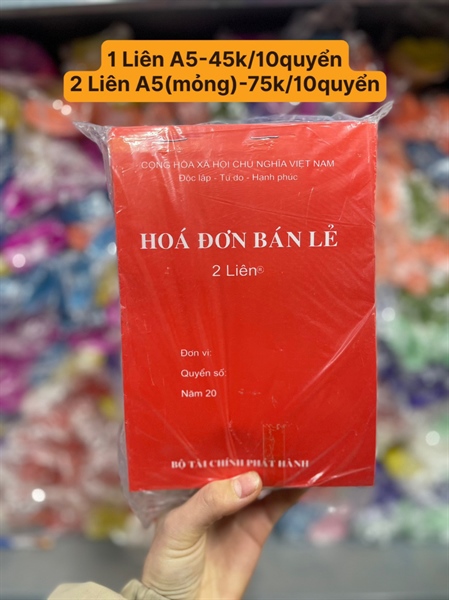 1 Liên A5-45k/10quyển
2 Liên A5(mỏng)-75k/10quyển
CỘNG HÒA XÃ HỘI CHỦ NGHĨA VIỆT NAM
Độc lập - Tự do - Hạnh phúc
HOÁ ĐƠN BÁN LẺ
2 Liên®
Đơn vị:
Quyển số:
Năm 20
BỘ TÀI CHÍNH PHÁT HÀNH